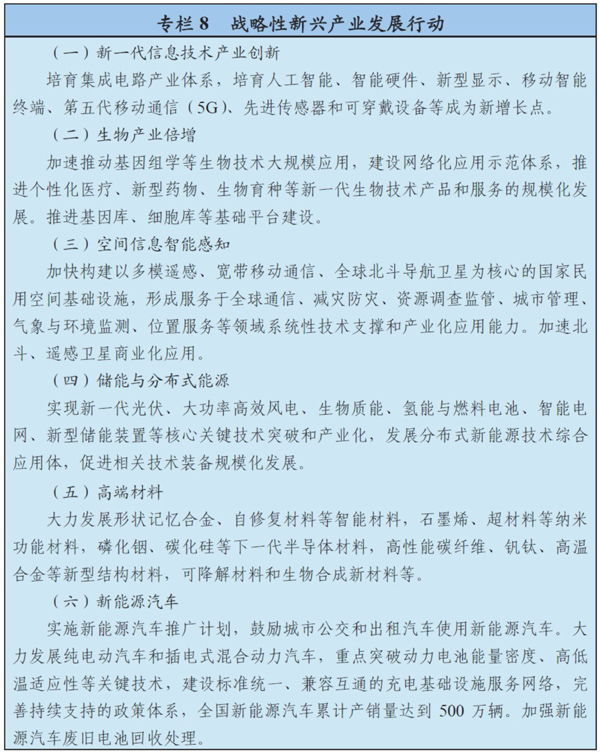 专栏 8 战略性新兴产业发展行动
（一）新一代信息技术产业创新
培育集成电路产业体系，培育人工智能、智能硬件、新型显示、移动智能
终端、第五代移动通信（5G）、先进传感器和可穿戴设备等成为新增长点。
（二）生物产业倍增
加速推动基因组学等生物技术大规模应用，建设网络化应用示范体系，推
进个性化医疗、新型药物、生物育种等新一代生物技术产品和服务的规模化发
展。推进基因库、细胞库等基础平台建设。
（三）空间信息智能感知
加快构建以多模遥感、宽带移动通信、全球北斗导航卫星为核心的国家民
用空间基础设施，形成服务于全球通信、减灾防灾、资源调查监管、城市管理、
气象与环境监测、位置服务等领域系统性技术支撑和产业化应用能力。加速北
斗、遥感卫星商业化应用。
（四）储能与分布式能源
实现新一代光伏、大功率高效风电、生物质能、氢能与燃料电池、智能电
网、新型储能装置等核心关键技术突破和产业化，发展分布式新能源技术综合
应用体，促进相关技术装备规模化发展。
（五）高端材料
大力发展形状记忆合金、自修复材料等智能材料，石墨烯、超材料等纳米
功能材料，磷化铟、碳化硅等下一代半导体材料，高性能碳纤维、钒钛、高温
合金等新型结构材料，可降解材料和生物合成新材料等。
（六）新能源汽车
实施新能源汽车推广计划，鼓励城市公交和出租汽车使用新能源汽车。大
力发展纯电动汽车和插电式混合动力汽车，重点突破动力电池能量密度、高低
温适应性等关键技术，建设标准统一、兼容互通的充电基础设施服务网络，完
善持续支持的政策体系，全国新能源汽车累计产销量达到 500 万辆。加强新能
源汽车废旧电池回收处理。